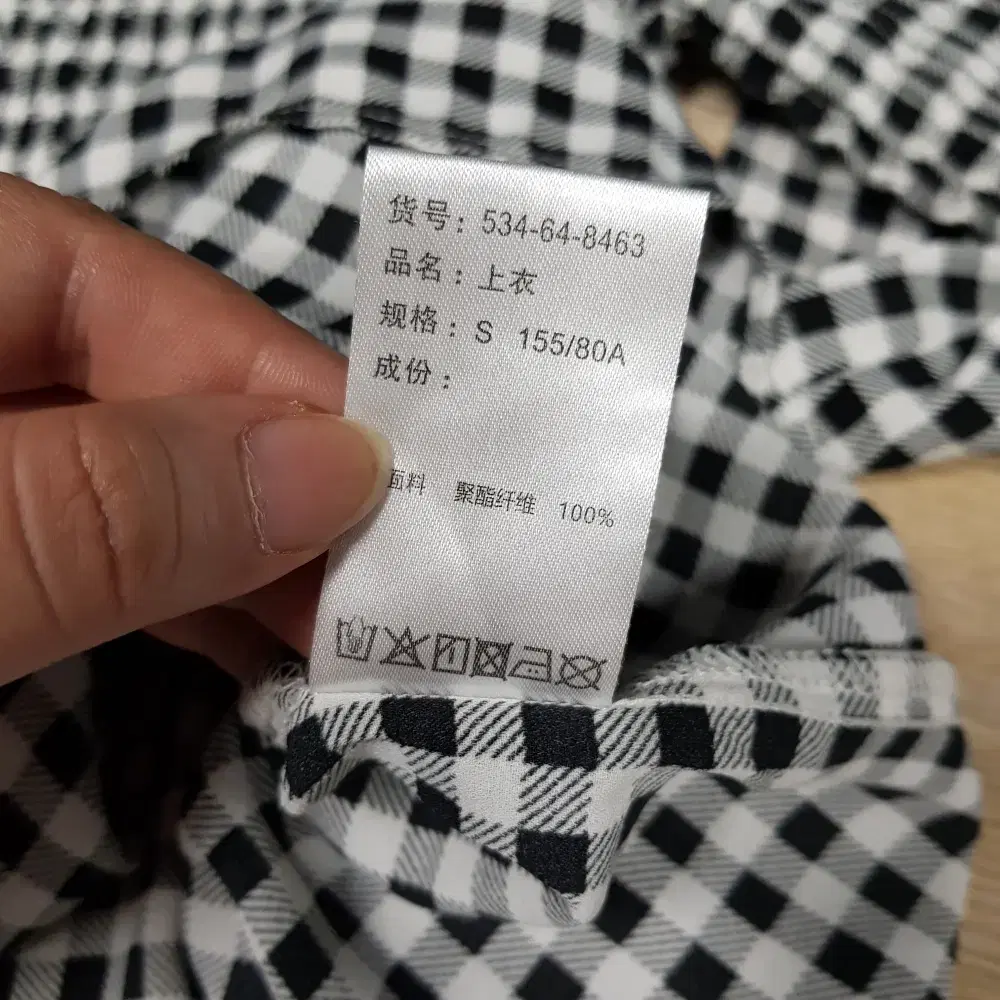 货号：534-64-8463
品名：上衣
规格：S 155/80A
成份：
面料 聚酯纤维 100%